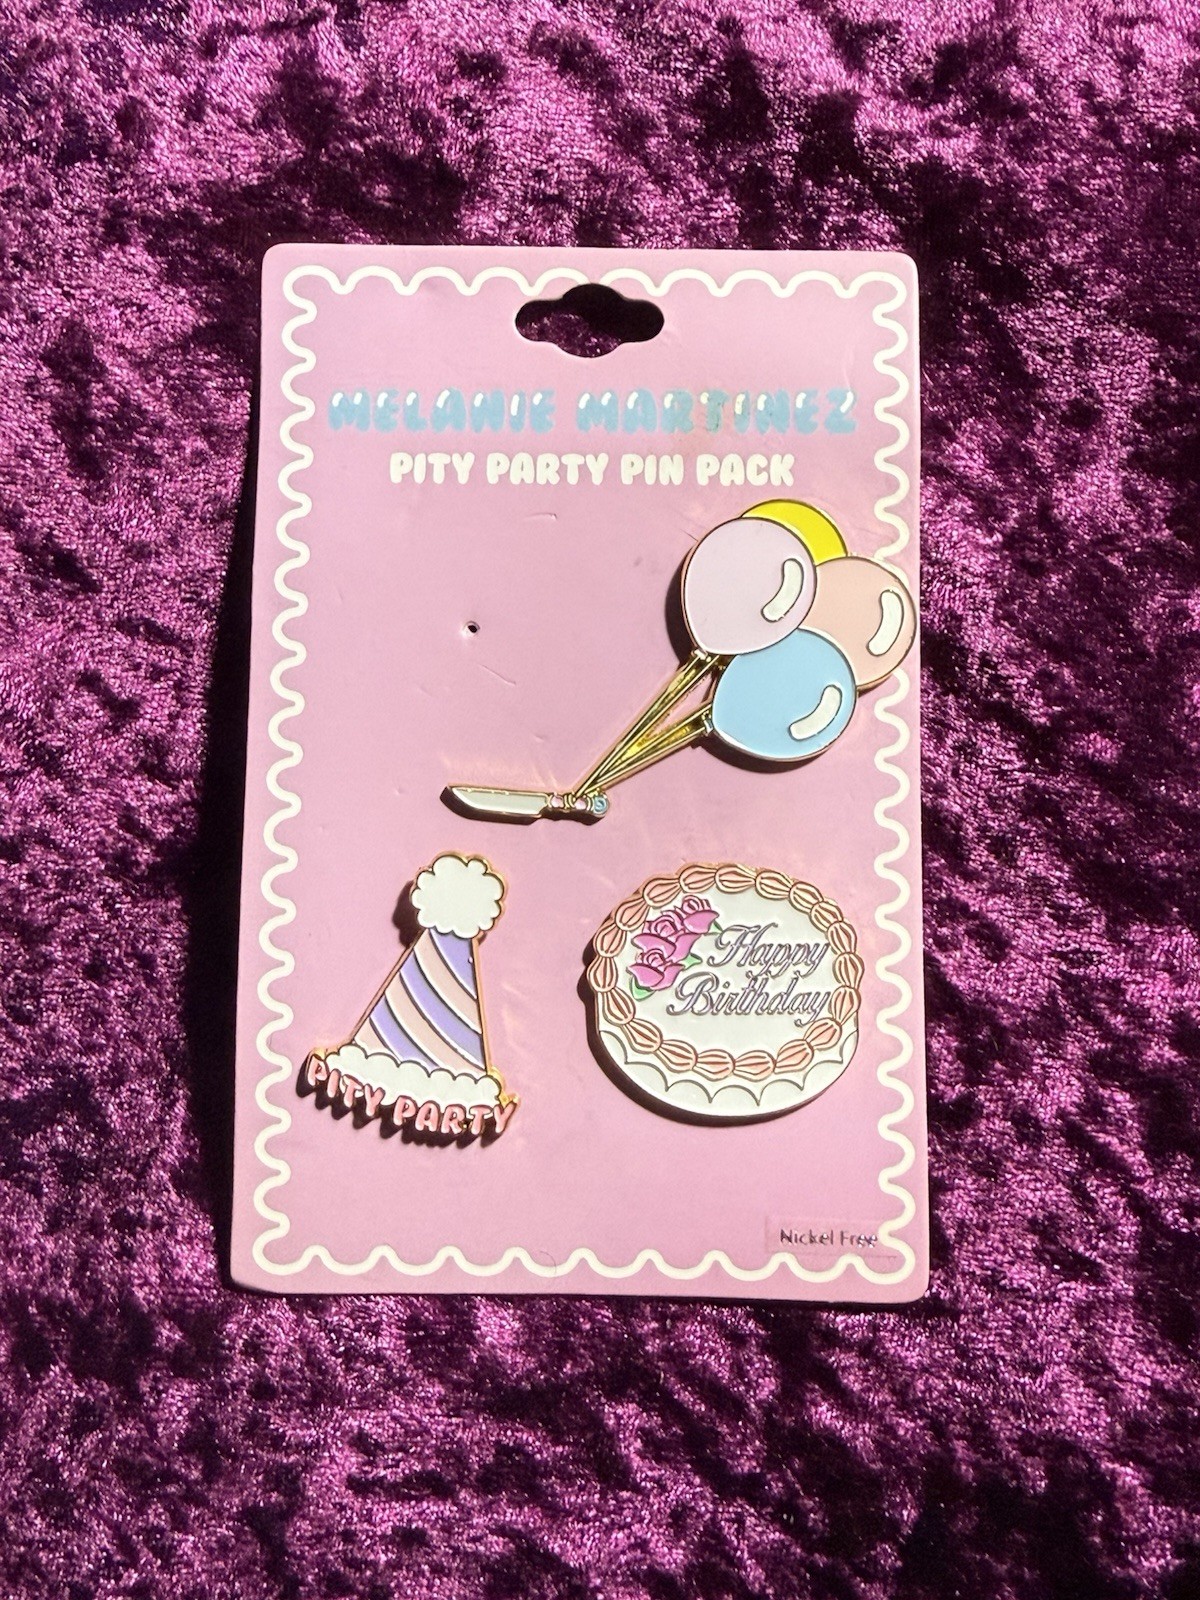 MELANIE MARTINEZ
PITY PARTY PIN PACK
Happy
Birthday
PITY PARTY
Nickel Free